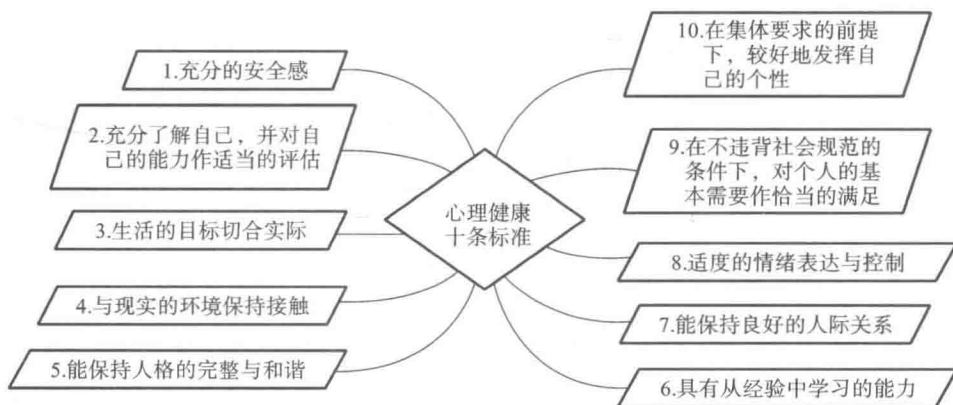 1.充分的安全感
2.充分了解自己，并对自
己的能力作适当的评估
3.生活的目标切合实际
4.与现实的环境保持接触
5.能保持人格的完整与和谐
心理健康
十条标准
10.在集体要求的前提
下，较好地发挥自
己的个性
9.在不违背社会规范的
条件下，对个人的基
本需要作恰当的满足
8.适度的情绪表达与控制
7.能保持良好的人际关系
6.具有从经验中学习的能力